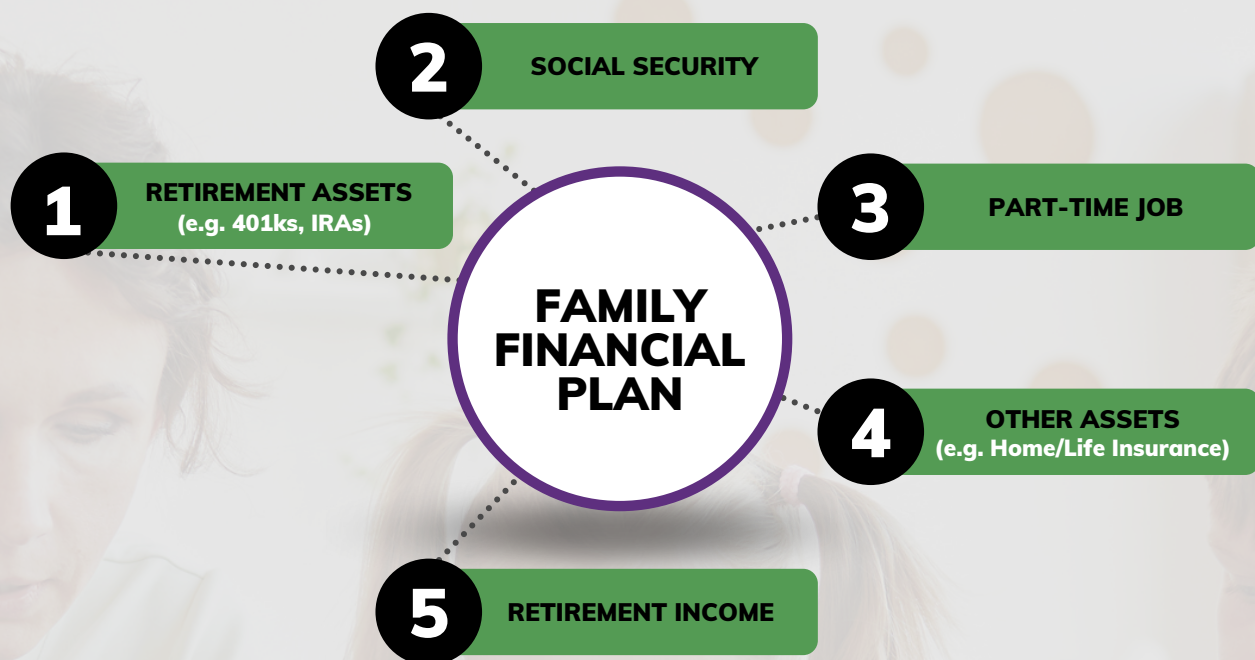 2
SOCIAL SECURITY
1
RETIREMENT ASSETS
(e.g. 401ks, IRAs)
3
PART-TIME JOB
FAMILY
FINANCIAL
PLAN
4
OTHER ASSETS
(e.g. Home/Life Insurance)
5
RETIREMENT INCOME